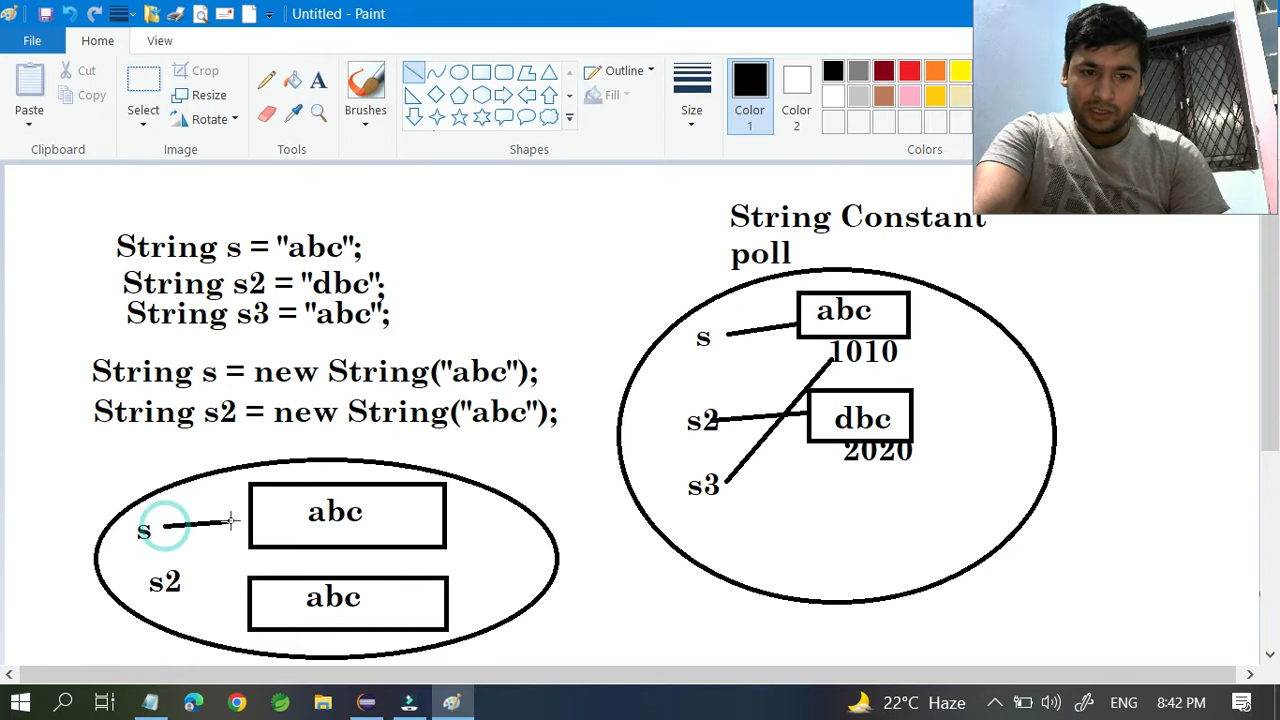 Untitled - Paint
File
Home
View
Paste
Cut
Copy
Clipboard
Select
Crop
Resize
Rotate
Image
A
Tools
Brushes
Shapes
Outline
Fill
Size
Color
1
Color
2
Colors
String s = "abc";
String s2 = "dbc";
String s3 = "abc";
String s = new String("abc");
String s2 = new String("abc");
s
abc
s2
abc
String Constant
poll
abc
s
1010
s2
dbc
2020
s3
22°C Haze
ENG
8:42 PM